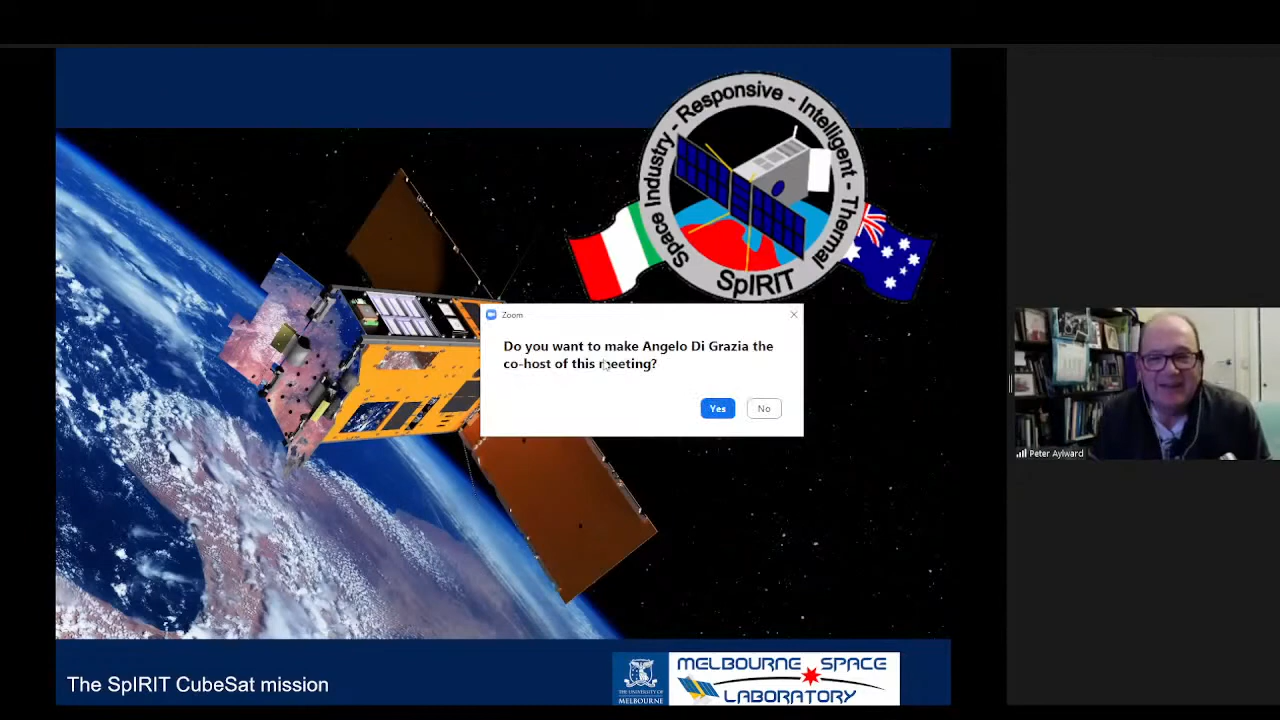 Space Industry - Responsive - Intelligent - Thermal
SpIRIT
Zoom
Do you want to make Angelo Di Grazia the
co-host of this meeting?
Yes
No
Peter Aylward
The SpIRIT CubeSat mission
THE UNIVERSITY OF
MELBOURNE
MELBOURNE SPACE
LABORATORY